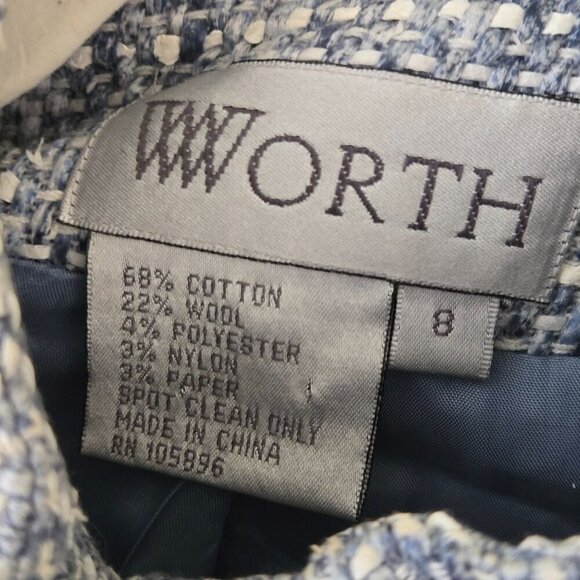 WORTH
68% COTTON
22% WOOL
4% POLYESTER
3% NYLON
3% PAPER
SPOT CLEAN ONLY
MADE IN CHINA
RN 105896
8